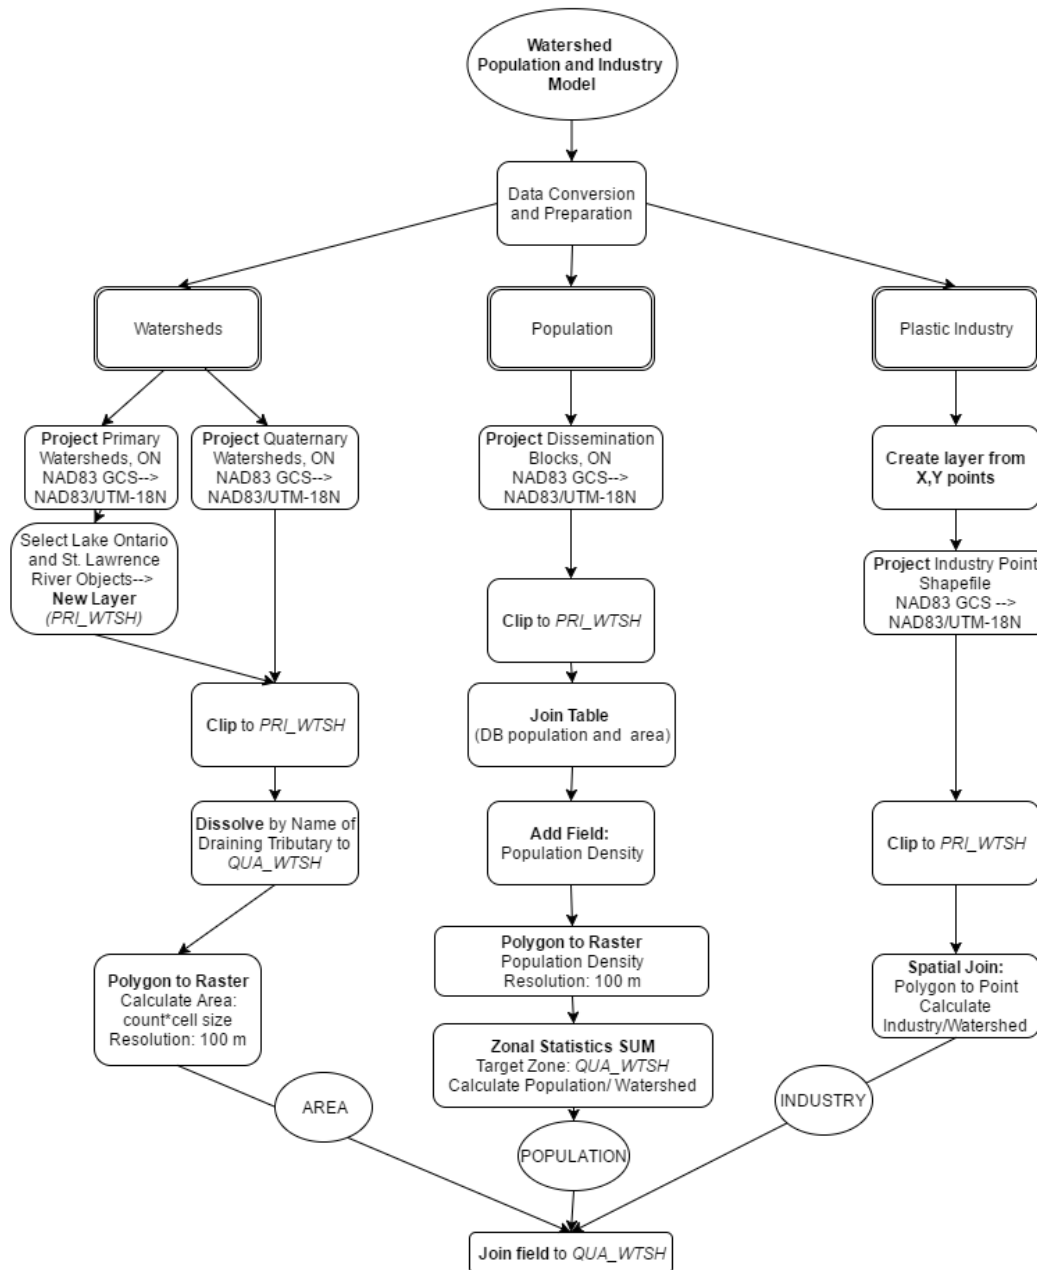 Watershed
Population and Industry
Model
Data Conversion
and Preparation
Watersheds
Population
Plastic Industry
Project Primary
Watersheds, ON
NAD83 GCS-->
NAD83/UTM-18N
Project Quaternary
Watersheds, ON
NAD83 GCS-->
NAD83/UTM-18N
Project Dissemination
Blocks, ON
NAD83 GCS-->
NAD83/UTM-18N
Create layer from
X,Y points
Select Lake Ontario
and St. Lawrence
River Objects-->
New Layer
(PRI_WTSH)
Project Industry Point
Shapefile
NAD83 GCS -->
NAD83/UTM-18N
Clip to PRI_WTSH
Clip to PRI_WTSH
Join Table
(DB population and area)
Dissolve by Name of
Draining Tributary to
QUA_WTSH
Add Field:
Population Density
Clip to PRI_WTSH
Polygon to Raster
Calculate Area:
count*cell size
Resolution: 100 m
Polygon to Raster
Population Density
Resolution: 100 m
Spatial Join:
Polygon to Point
Calculate
Industry/Watershed
Zonal Statistics SUM
Target Zone: QUA_WTSH
Calculate Population/ Watershed
AREA
POPULATION
INDUSTRY
Join field to QUA_WTSH